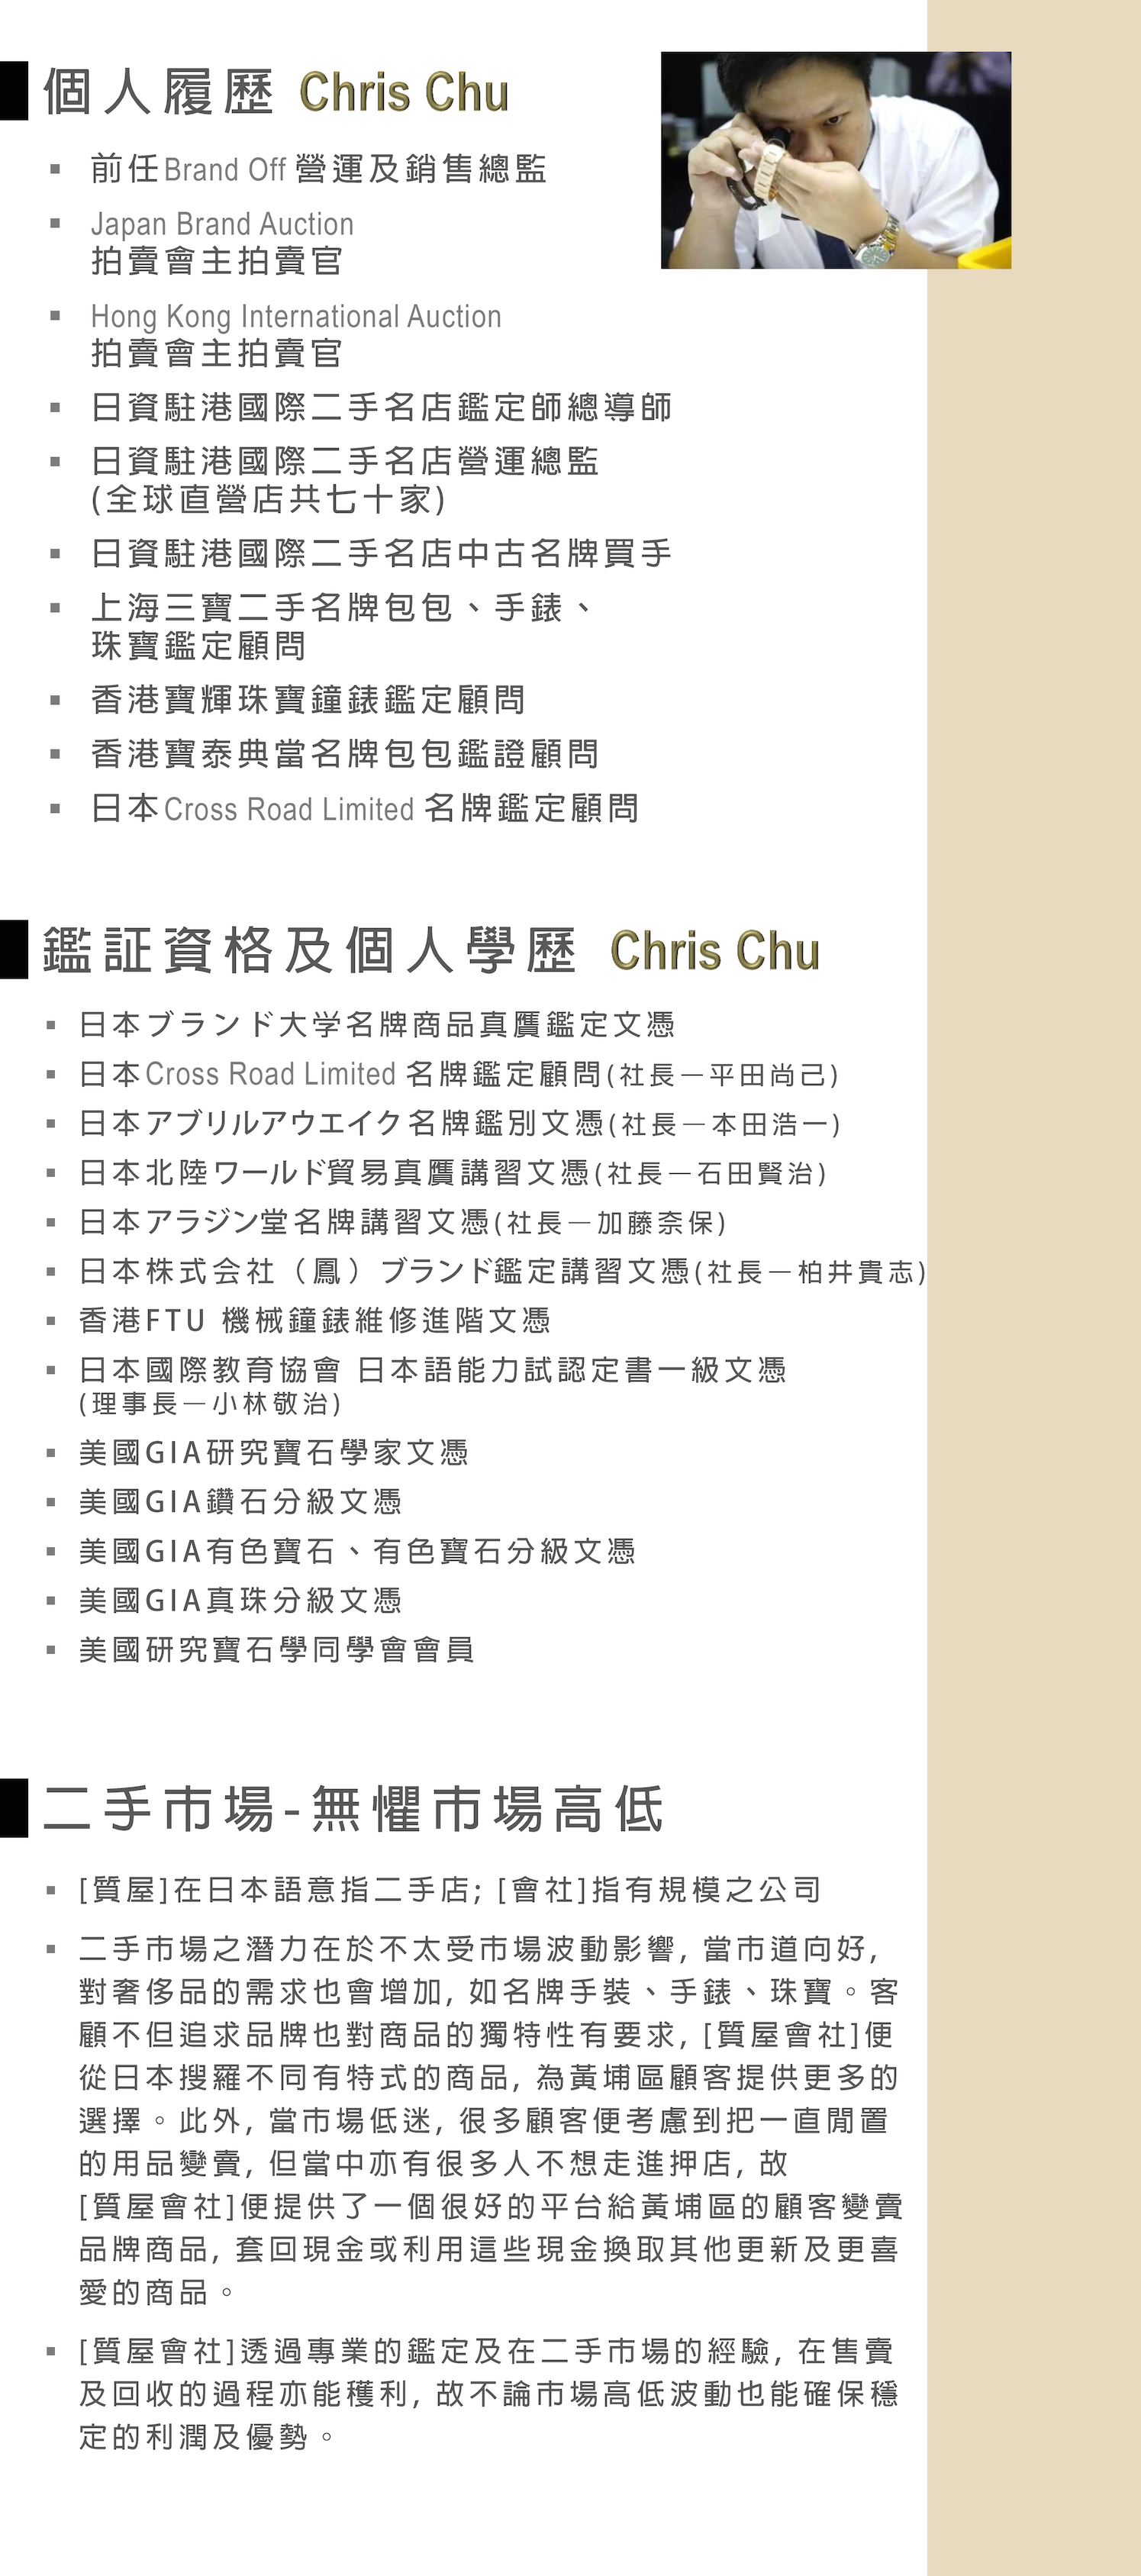 個人履歷 Chris Chu
▪ 前任Brand Off 營運及銷售總監
▪ Japan Brand Auction
拍賣會主拍賣官
▪ Hong Kong International Auction
拍賣會主拍賣官
▪ 日資駐港國際二手名店鑑定師總導師
▪ 日資駐港國際二手名店營運總監
(全球直營店共七十家)
▪ 日資駐港國際二手名店中古名牌買手
▪ 上海三寶二手名牌包包、手錶、
珠寶鑑定顧問
▪ 香港寶輝珠寶鐘錶鑑定顧問
▪ 香港寶泰典當名牌包包鑑證顧問
▪ 日本Cross Road Limited 名牌鑑定顧問
鑑証資格及個人學歷 Chris Chu
▪ 日本ブランド大学名牌商品真贗鑑定文憑
▪ 日本Cross Road Limited 名牌鑑定顧問(社長—平田尚己)
▪ 日本アブリルアウエイク名牌鑑別文憑(社長—本田浩一)
▪ 日本北陸ワールド貿易真贗講習文憑(社長—石田賢治)
▪ 日本アラジン堂名牌講習文憑(社長—加藤奈保)
▪ 日本株式会社（鳳）ブランド鑑定講習文憑(社長—柏井貴志)
▪ 香港FTU 機械鐘錶維修進階文憑
▪ 日本國際教育協會 日本語能力試認定書一級文憑
(理事長—小林敬治)
▪ 美國GIA研究寶石學家文憑
▪ 美國GIA鑽石分級文憑
▪ 美國GIA有色寶石、有色寶石分級文憑
▪ 美國GIA真珠分級文憑
▪ 美國研究寶石學同學會會員
二手市場-無懼市場高低
▪ [質屋]在日本語意指二手店; [會社]指有規模之公司
▪ 二手市場之潛力在於不太受市場波動影響, 當市道向好,
對奢侈品的需求也會增加, 如名牌手裝、手錶、珠寶。客
顧不但追求品牌也對商品的獨特性有要求, [質屋會社]便
從日本搜羅不同有特式的商品, 為黃埔區顧客提供更多的
選擇。此外, 當市場低迷, 很多顧客便考慮到把一直閒置
的用品變賣, 但當中亦有很多人不想走進押店, 故
[質屋會社]便提供了一個很好的平台給黃埔區的顧客變賣
品牌商品, 套回現金或利用這些現金換取其他更新及更喜
愛的商品。
▪ [質屋會社]透過專業的鑑定及在二手市場的經驗, 在售賣
及回收的過程亦能穫利, 故不論市場高低波動也能確保穩
定的利潤及優勢。